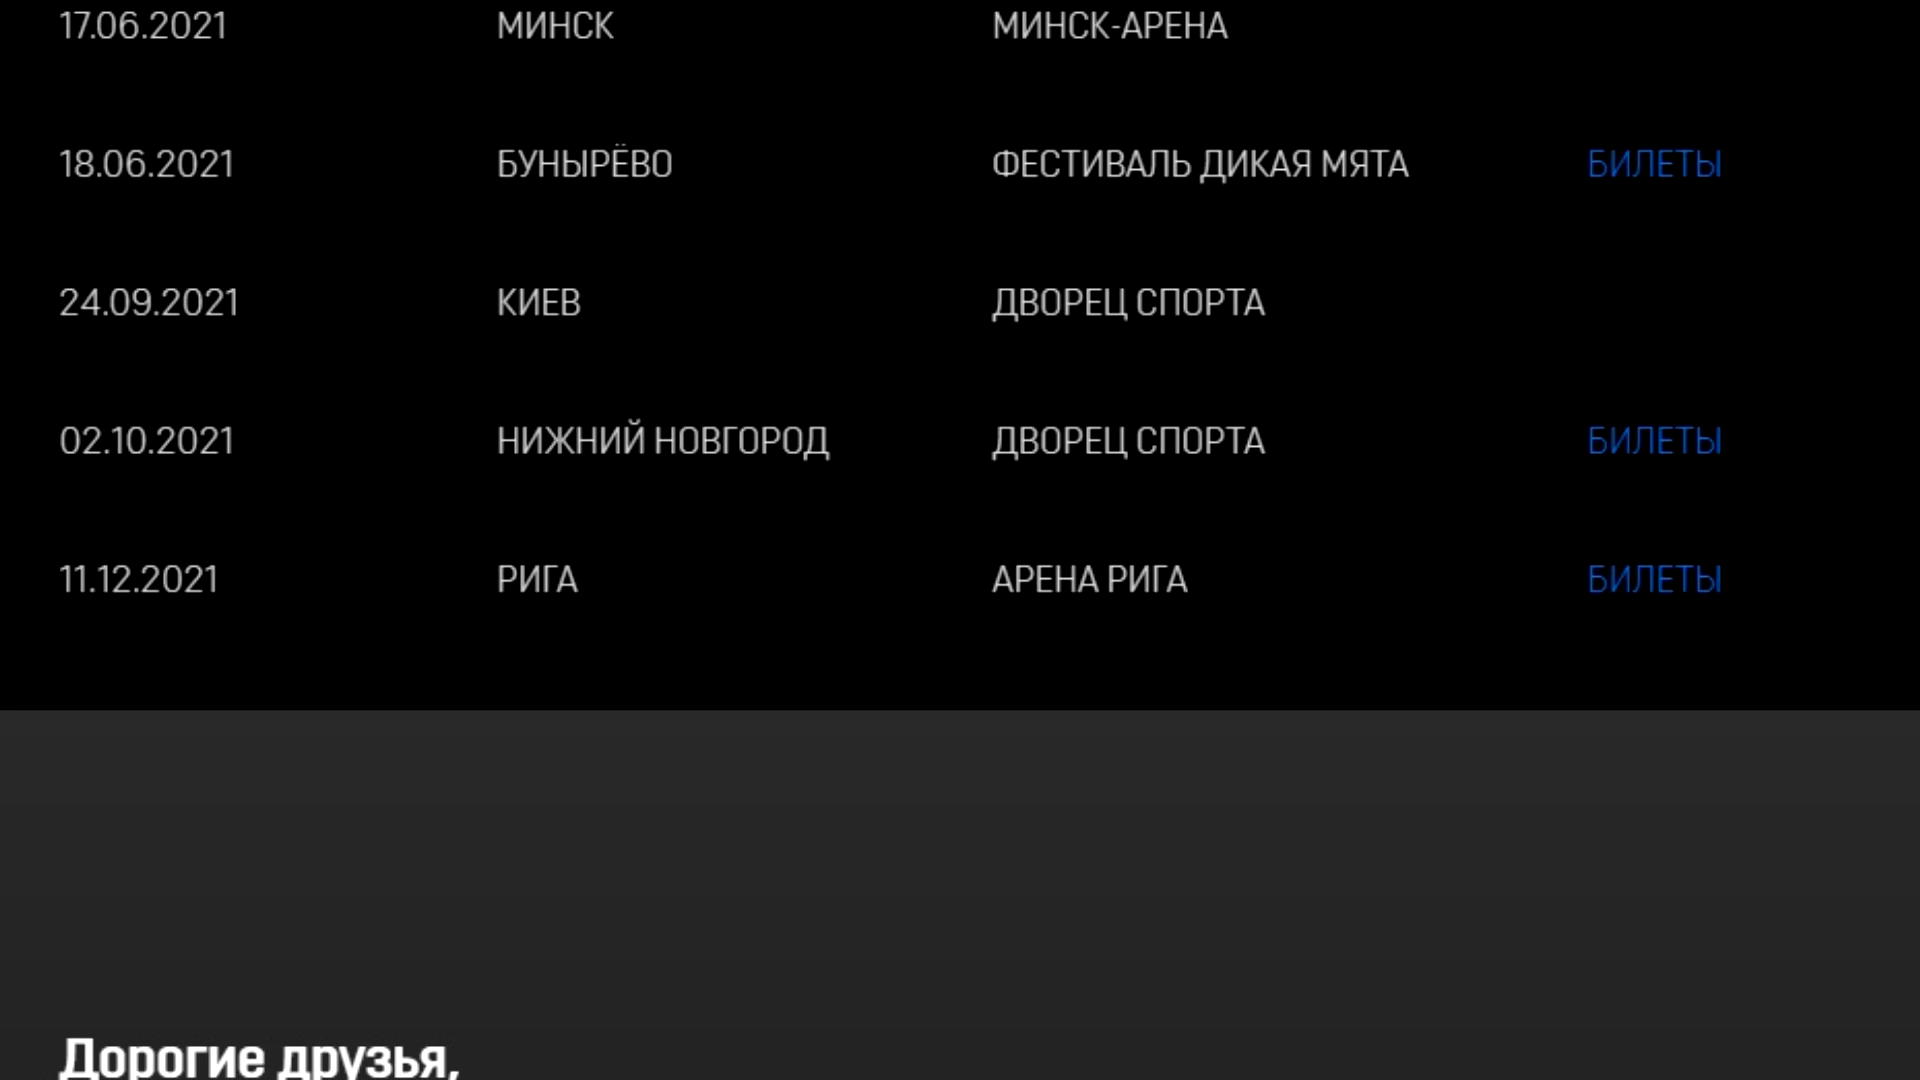 17.06.2021 МИНСК МИНСК-АРЕНА
18.06.2021 БУНЫРЁВО ФЕСТИВАЛЬ ДИКАЯ МЯТА БИЛЕТЫ
24.09.2021 КИЕВ ДВОРЕЦ СПОРТА
02.10.2021 НИЖНИЙ НОВГОРОД ДВОРЕЦ СПОРТА БИЛЕТЫ
11.12.2021 РИГА АРЕНА РИГА БИЛЕТЫ
Дорогие друзья,